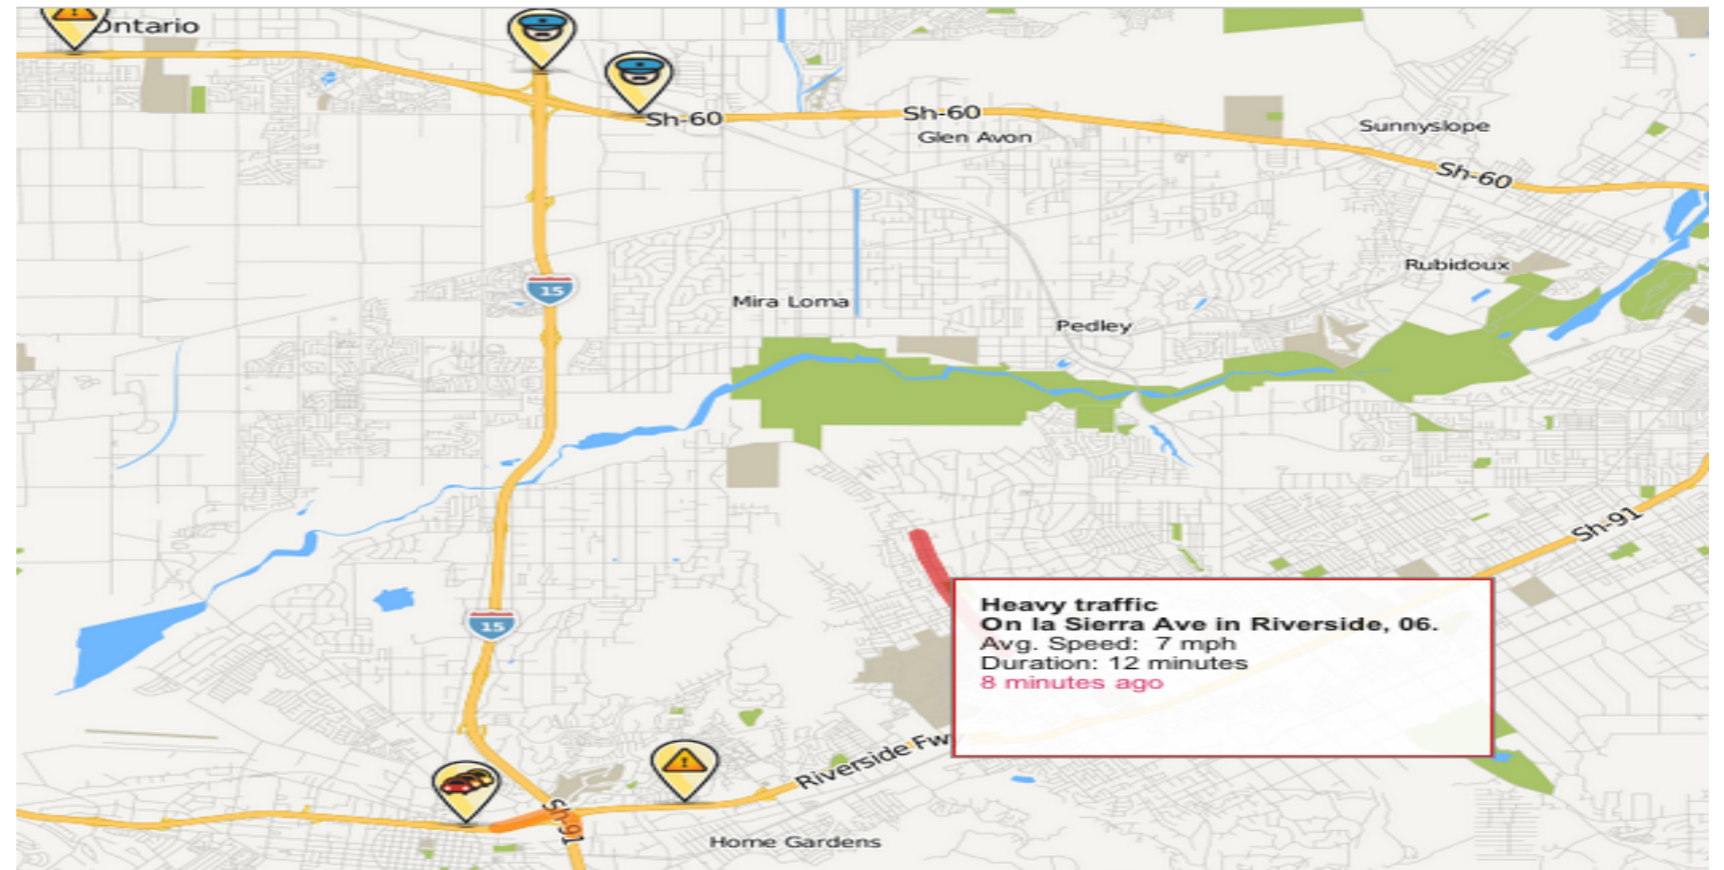 Ontario
Sh-60
Sh-60
Glen Avon
Sunnyslope
Sh-60
Rubidoux
15
Mira Loma
Pedley
Sh-91
15
Heavy traffic
On la Sierra Ave in Riverside, 06.
Avg. Speed: 7 mph
Duration: 12 minutes
8 minutes ago
Riverside Fw
Sh-91
Home Gardens